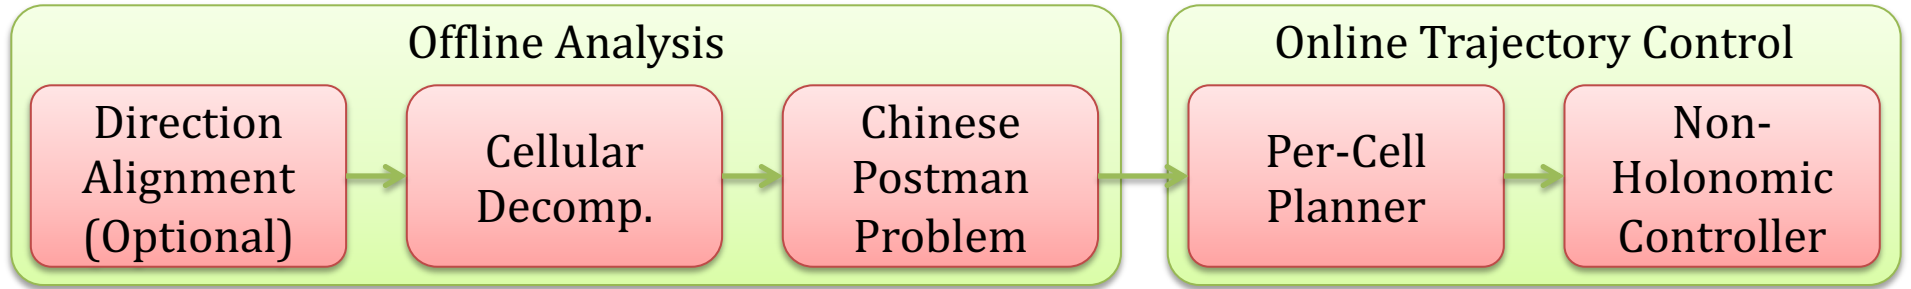 Offline Analysis
Direction
Alignment
(Optional)
Cellular
Decomp.
Chinese
Postman
Problem
Online Trajectory Control
Per-Cell
Planner
Non-
Holonomic
Controller